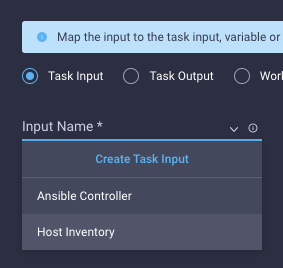 Map the input to the task input, variable or
Task Input Task Output
Input Name *
Create Task Input
Ansible Controller
Host Inventory